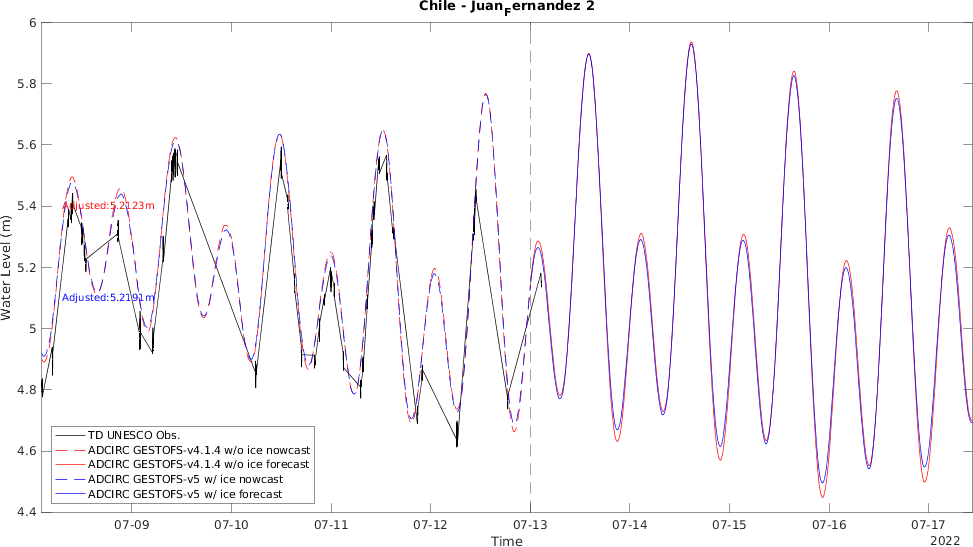 Chile - Juan_Fernandez 2
6
5.8
5.6
5.4
5.2
5
4.8
4.6
4.4
Water Level (m)
Adjusted:5.2123m
Adjusted:5.2191m
TD UNESCO Obs.
ADCIRC GESTOFS-v4.1.4 w/o ice nowcast
ADCIRC GESTOFS-v4.1.4 w/o ice forecast
ADCIRC GESTOFS-v5 w/ ice nowcast
ADCIRC GESTOFS-v5 w/ ice forecast
07-09 07-10 07-11 07-12 07-13 07-14 07-15 07-16 07-17
Time
2022